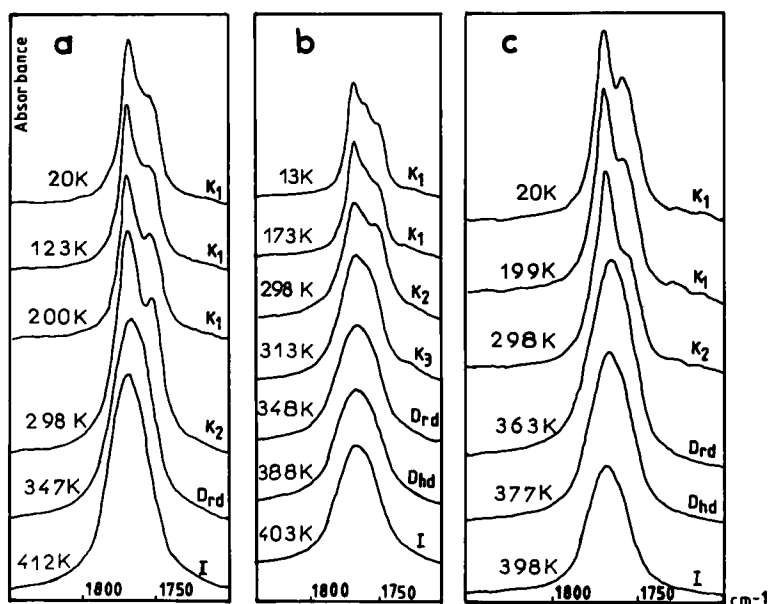 a
Absorbance
20K K1
123K K1
200K K1
298K K2
347K Drd
412K I
1800 1750
b
13K K1
173K K1
298K K2
313K K3
348K Drd
388K Dhd
403K I
1800 1750
c
20K K1
199K K1
298K K2
363K Drd
377K Dhd
398K I
1800 1750 cm-1